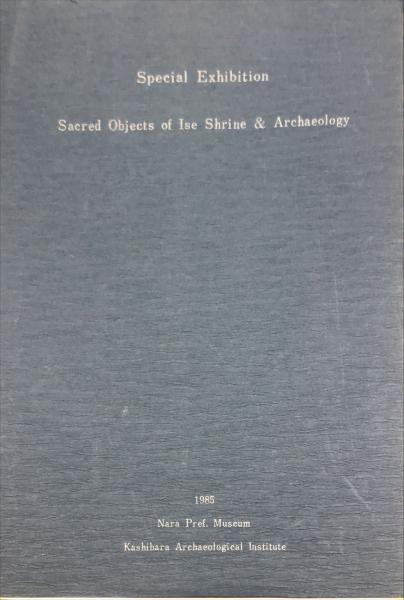 Special Exhibition
Sacred Objects of Ise Shrine & Archaeology
1985
Nara Pref. Museum
Kashihara Archaeological Institute